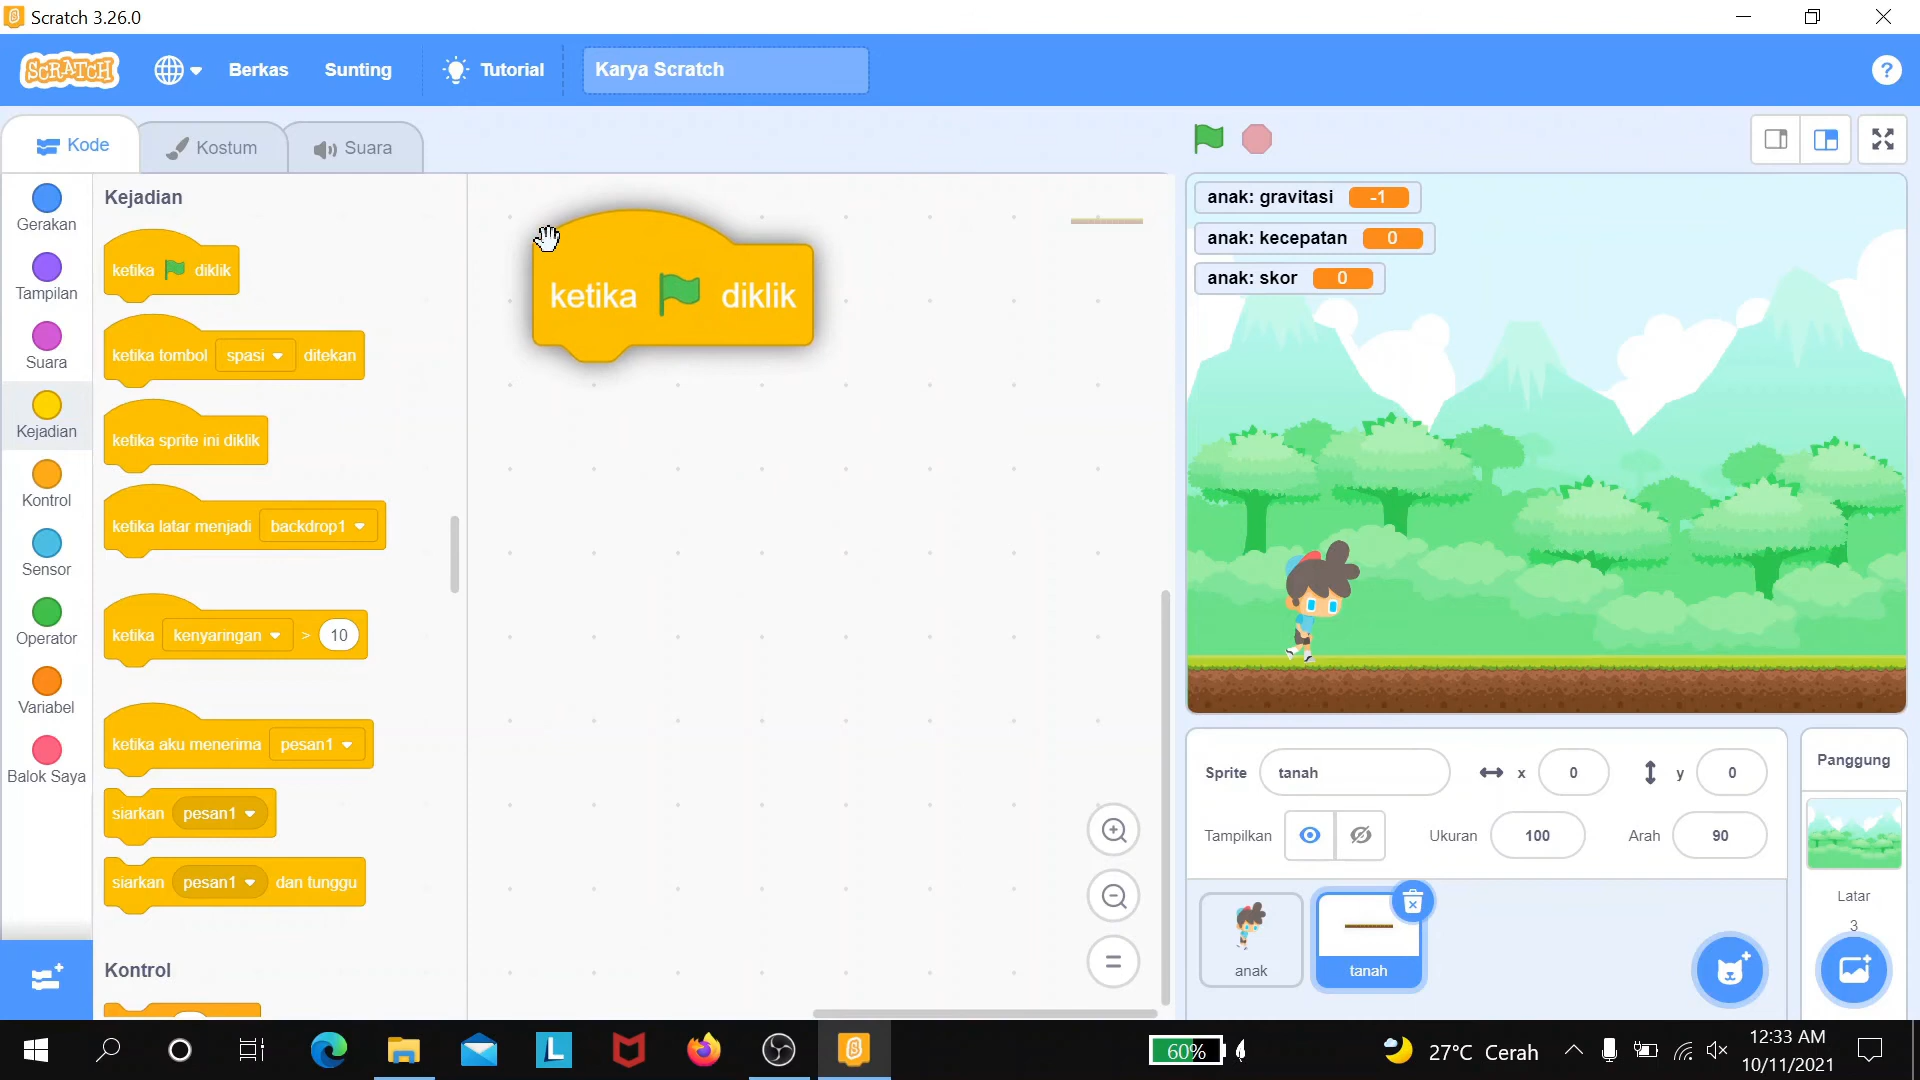 Scratch 3.26.0
SCRATCH
Berkas
Sunting
Tutorial
Karya Scratch
?
Kode
Kostum
Suara
Gerakan
Tampilan
Suara
Kejadian
Kontrol
Sensor
Operator
Variabel
Balok Saya
Kejadian
ketika diklik
ketika tombol spasi ditekan
ketika sprite ini diklik
ketika latar menjadi backdrop1
ketika kenyaringan > 10
ketika aku menerima pesan1
siarkan pesan1
siarkan pesan1 dan tunggu
Kontrol
ketika diklik
anak: gravitasi -1
anak: kecepatan 0
anak: skor 0
Sprite tanah x 0 y 0
Tampilkan Ukuran 100 Arah 90
anak
tanah
Panggung
Latar
3
60%
27°C Cerah
12:33 AM
10/11/2021